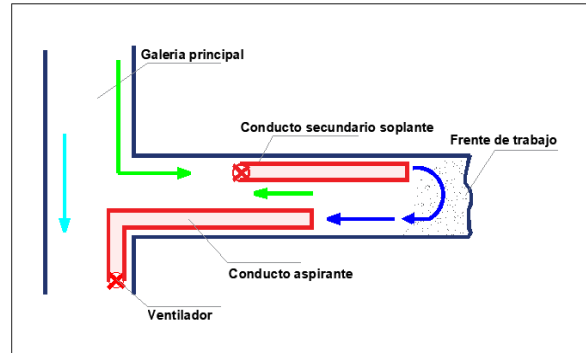 Galeria principal
Conducto secundario soplante
Frente de trabajo
Conducto aspirante
Ventilador